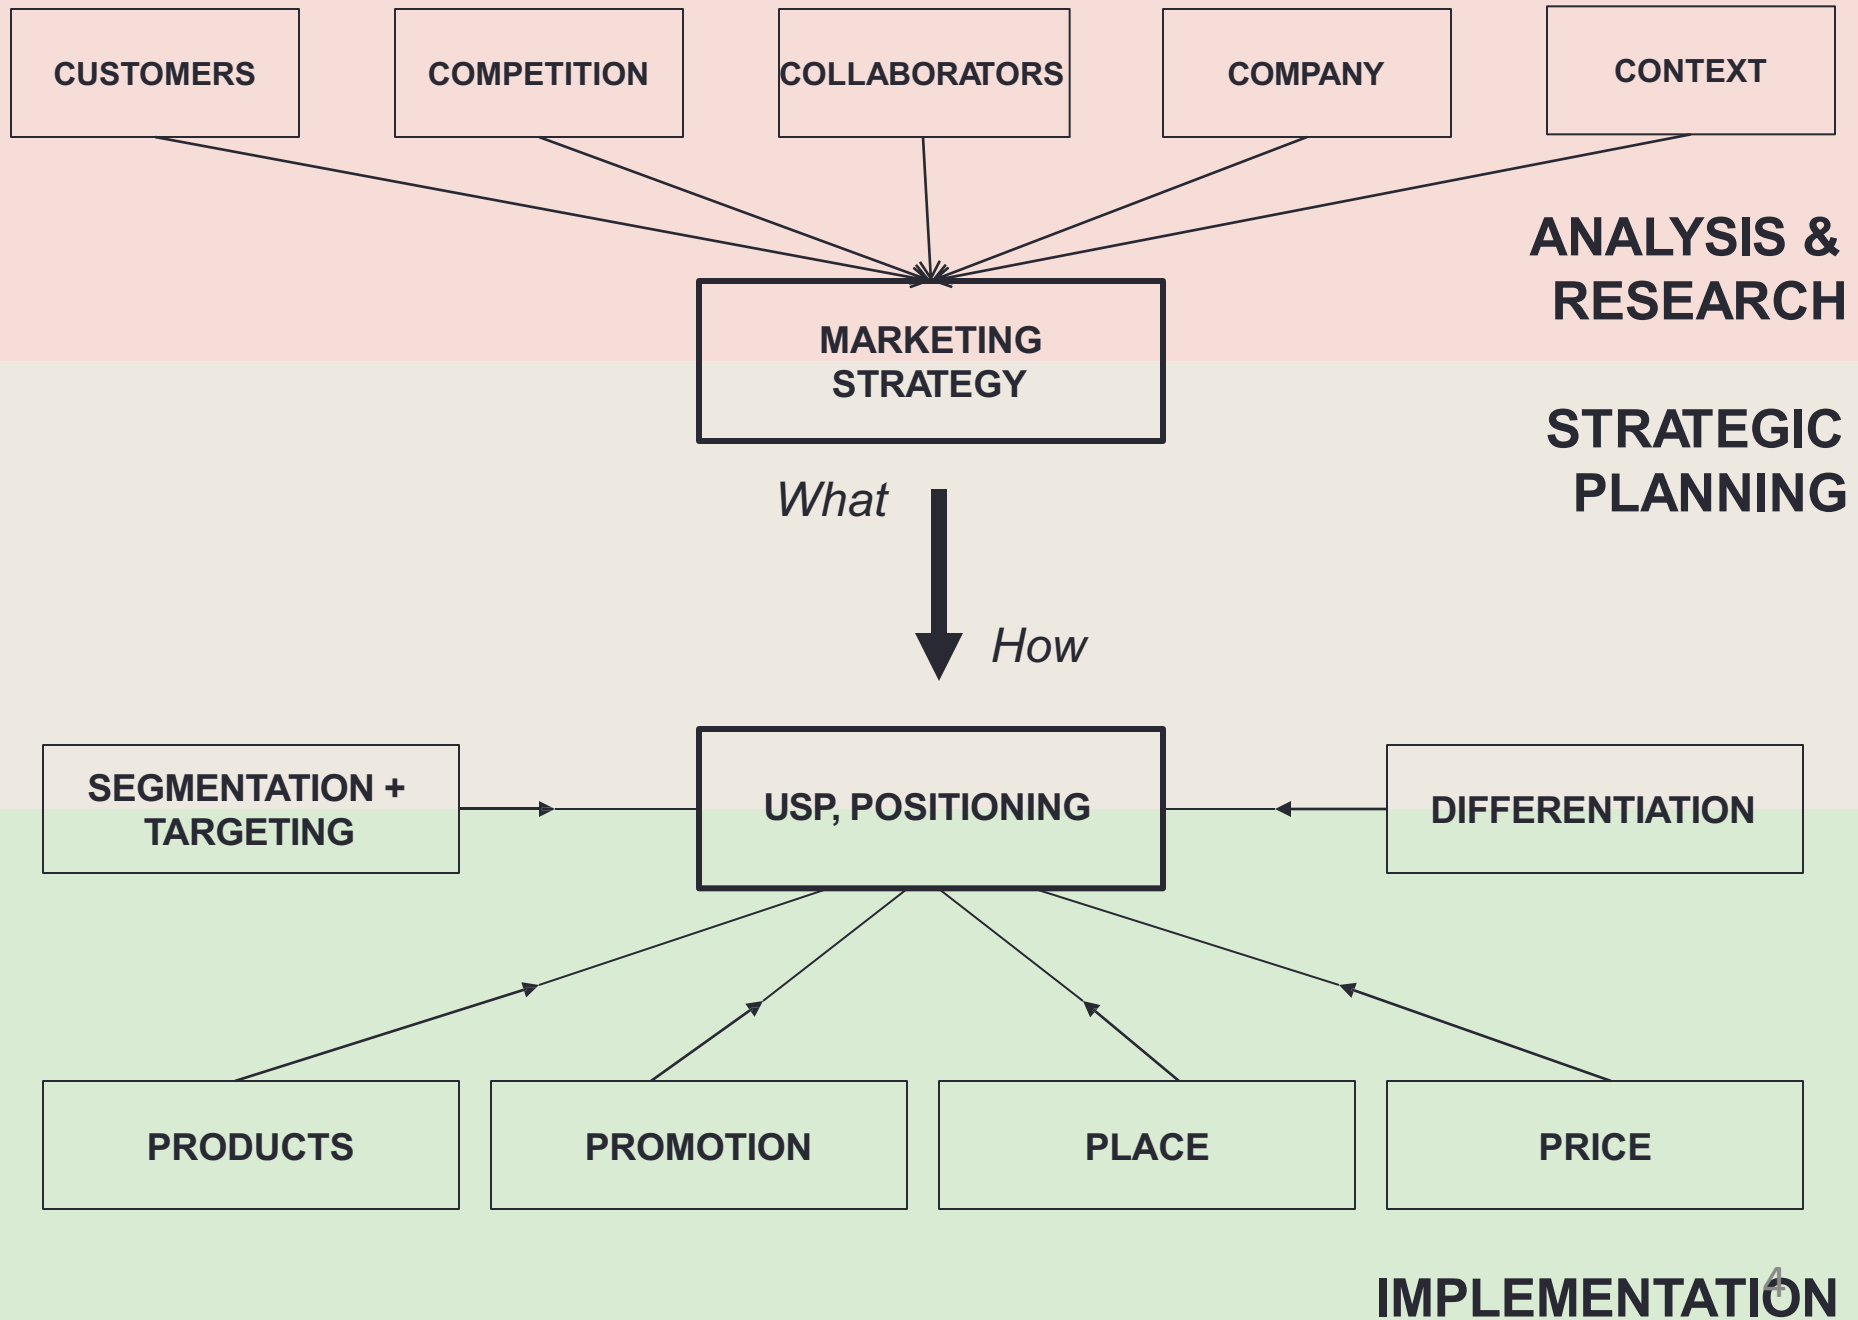 CUSTOMERS
COMPETITION
COLLABORATORS
COMPANY
CONTEXT
ANALYSIS &
RESEARCH
MARKETING
STRATEGY
STRATEGIC
PLANNING
What
How
SEGMENTATION +
TARGETING
USP, POSITIONING
DIFFERENTIATION
PRODUCTS
PROMOTION
PLACE
PRICE
IMPLEMENTATION
4